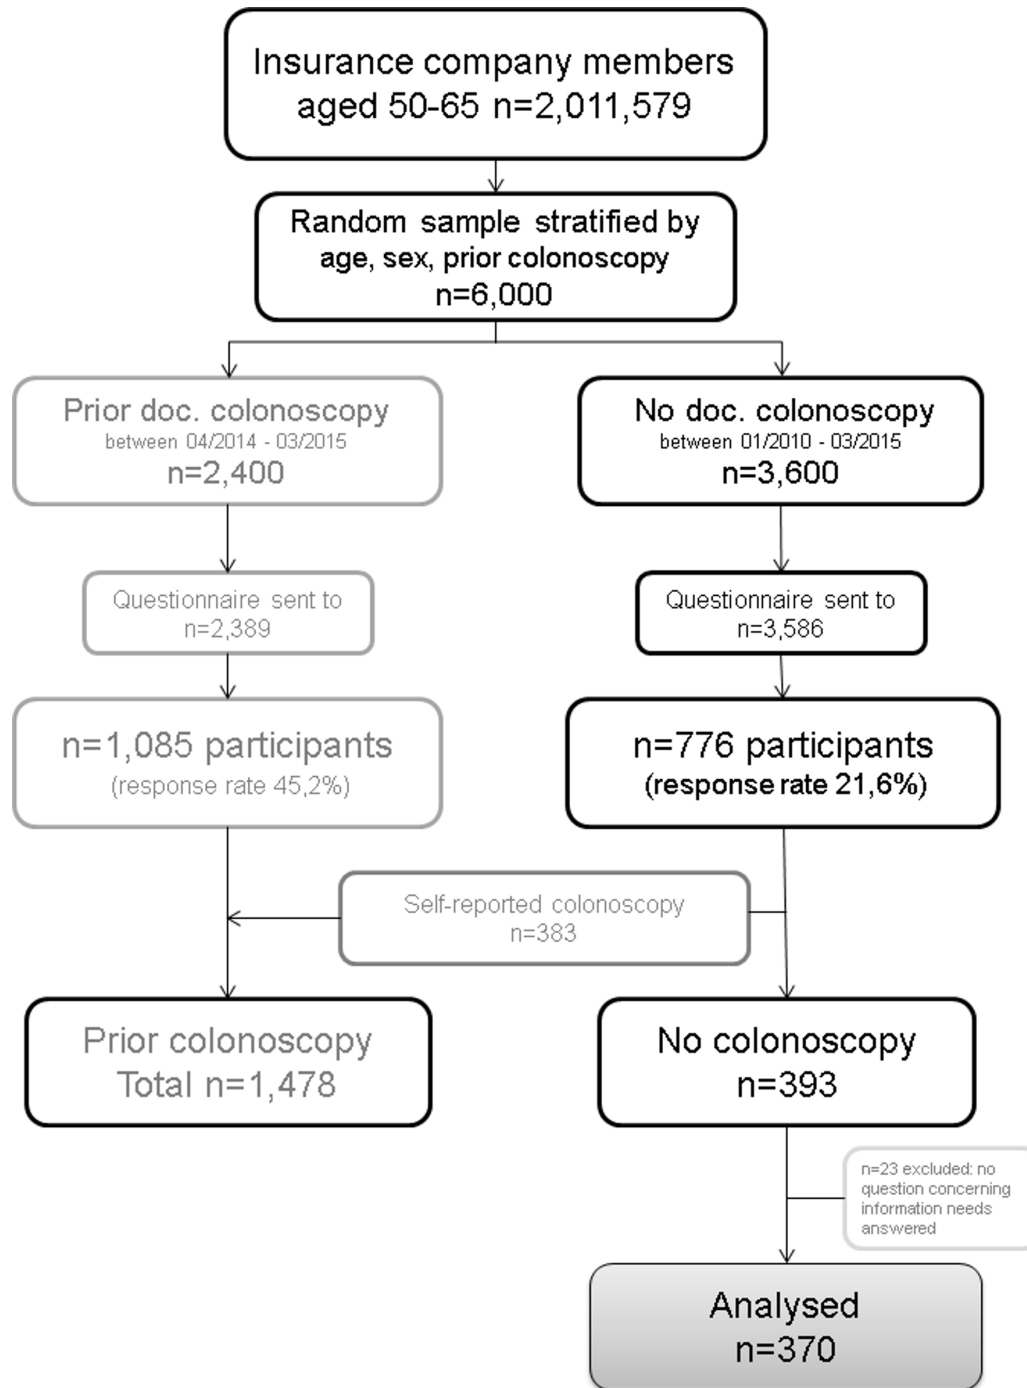 Insurance company members
aged 50-65 n=2,011,579
Random sample stratified by
age, sex, prior colonoscopy
n=6,000
Prior doc. colonoscopy
between 04/2014 - 03/2015
n=2,400
No doc. colonoscopy
between 01/2010 - 03/2015
n=3,600
Questionnaire sent to
n=2,389
Questionnaire sent to
n=3,586
n=1,085 participants
(response rate 45,2%)
n=776 participants
(response rate 21,6%)
Self-reported colonoscopy
n=383
Prior colonoscopy
Total n=1,478
No colonoscopy
n=393
n=23 excluded: no
question concerning
information needs
answered
Analysed
n=370